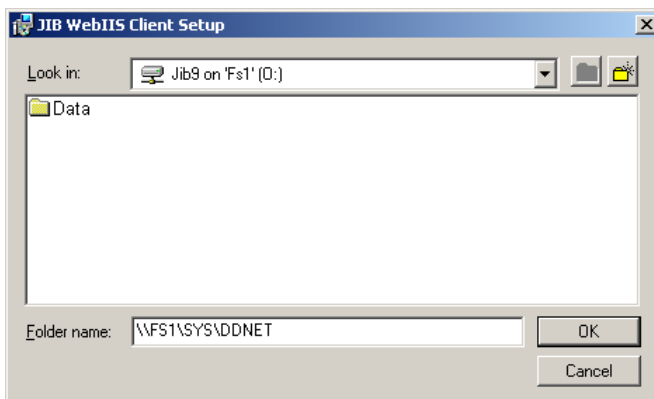 JIB WebIIS Client Setup
Look in: Jib9 on 'Fs1' (O:)
Data
Folder name: \\FS1\SYS\DDNET OK
Cancel